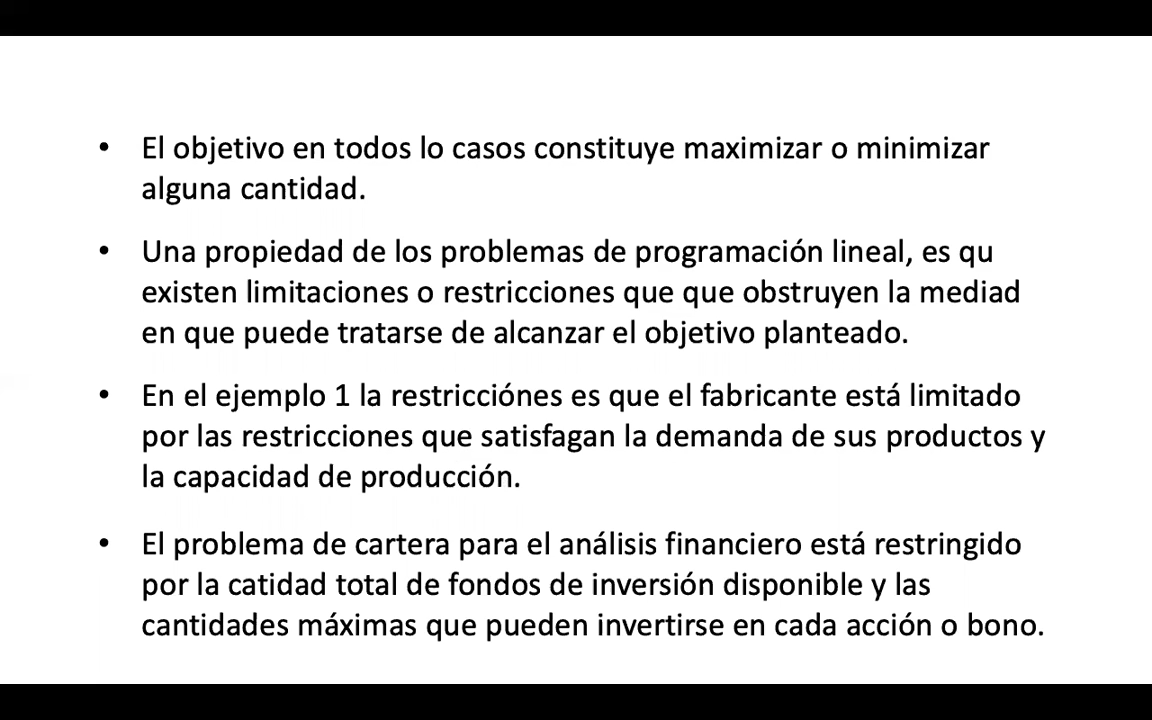 • El objetivo en todos lo casos constituye maximizar o minimizar
alguna cantidad.
• Una propiedad de los problemas de programación lineal, es qu
existen limitaciones o restricciones que que obstruyen la mediad
en que puede tratarse de alcanzar el objetivo planteado.
• En el ejemplo 1 la restricciónes es que el fabricante está limitado
por las restricciones que satisfagan la demanda de sus productos y
la capacidad de producción.
• El problema de cartera para el análisis financiero está restringido
por la catidad total de fondos de inversión disponible y las
cantidades máximas que pueden invertirse en cada acción o bono.